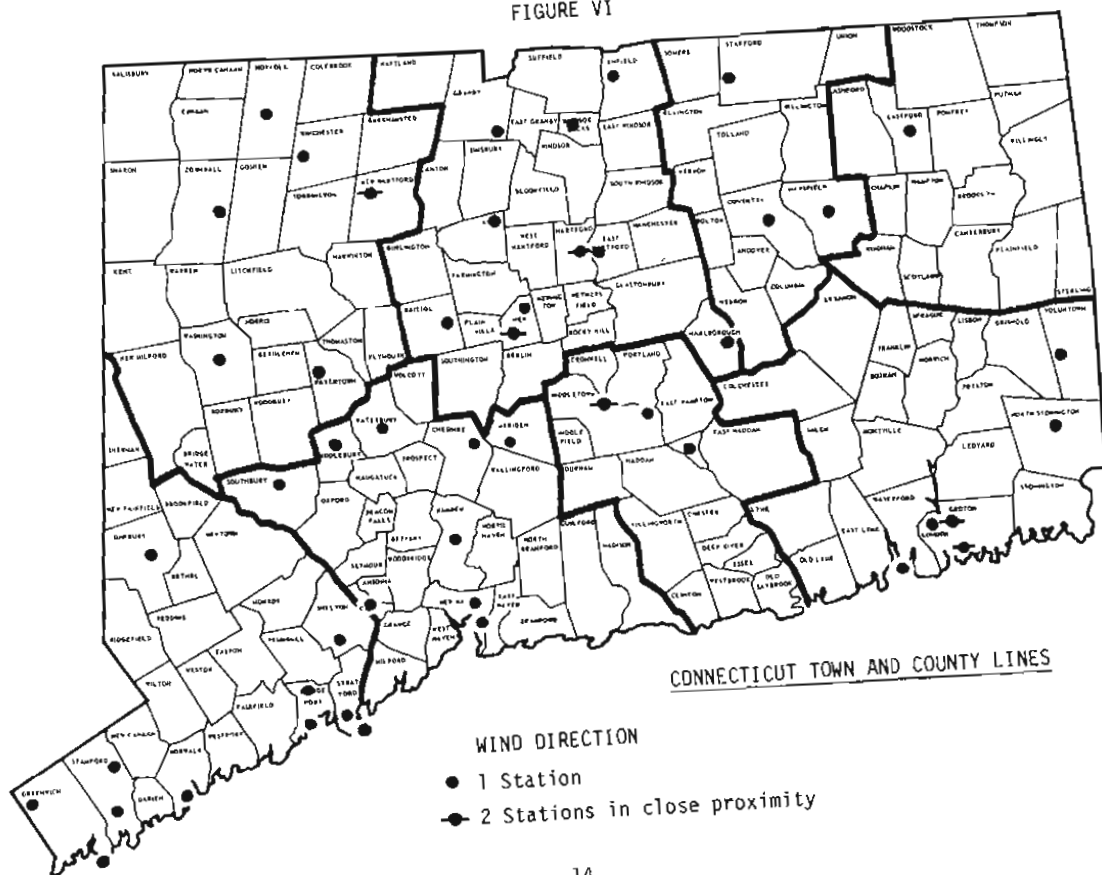 FIGURE VI
SALISBURY
NORTH CANAAN
NORFOLK
COLEBROOK
HARTLAND
SUFFIELD
ENFIELD
SOMERS
STAFFORD
UNION
WOODSTOCK
THOMPSON
CANAAN
WINCHESTER
BARKHAMSTED
GRANBY
EAST GRANBY
EAST WINDSOR
ELLINGTON
WILLINGTON
ASHFORD
EASTFORD
POMFRET
PUTNAM
KILLINGLY
SHARON
CORNWALL
GOSHEN
TORRINGTON
NEW HARTFORD
CANTON
SIMSBURY
WINDSOR
BLOOMFIELD
SOUTH WINDSOR
VERNON
TOLLAND
COVENTRY
MANSFIELD
CHAPLIN
HAMPTON
BROOKLYN
KENT
WARREN
LITCHFIELD
HARWINTON
BURLINGTON
WEST HARTFORD
HARTFORD
EAST HARTFORD
MANCHESTER
BOLTON
ANDOVER
COLUMBIA
WINDHAM
SCOTLAND
CANTERBURY
PLAINFIELD
STERLING
WASHINGTON
MORRIS
BETHLEHEM
THOMASTON
PLYMOUTH
BRISTOL
FARMINGTON
PLAINVILLE
NEW
NEWINGTON
WETHERSFIELD
ROCKY HILL
GLASTONBURY
HEBRON
MARLBOROUGH
LEBANON
FRANKLIN
SPRAGUE
LISBON
GRISWOLD
VOLUNTOWN
NEW MILFORD
ROXBURY
WOODBURY
WATERTOWN
WOLCOTT
SOUTHINGTON
BERLIN
CROMWELL
PORTLAND
MIDDLETOWN
EAST HAMPTON
COLCHESTER
BOZRAH
NORWICH
PRESTON
NORTH STONINGTON
SHERMAN
BRIDGEWATER
SOUTHBURY
MIDDLEBURY
WATERBURY
CHESHIRE
MERIDEN
MIDDLEFIELD
DURHAM
HADDAM
EAST HADDAM
SALEM
MONTVILLE
LEDYARD
STONINGTON
NEW FAIRFIELD
BROOKFIELD
NEWTOWN
OXFORD
NAUGATUCK
PROSPECT
BEACON FALLS
BETHANY
HAMDEN
WALLINGFORD
NORTH HAVEN
NORTH BRANFORD
GUILFORD
MADISON
KILLINGWORTH
CHESTER
DEEP RIVER
ESSEX
LYME
OLD LYME
EAST LYME
WATERFORD
GROTON
LONDON
DANBURY
BETHEL
REDDING
RIDGEFIELD
MONROE
SHELTON
SEYMOUR
WOODBRIDGE
ANSONIA
ORANGE
WEST HAVEN
EAST HAVEN
BRANFORD
CLINTON
WESTBROOK
OLD SAYBROOK
WILTON
WESTON
EASTON
TRUMBULL
STRATFORD
MILFORD
FAIRFIELD
PORT
NEW CANAAN
NORWALK
WESTPORT
STAMFORD
DARIEN
GREENWICH
CONNECTICUT TOWN AND COUNTY LINES
WIND DIRECTION
1 Station
2 Stations in close proximity
14